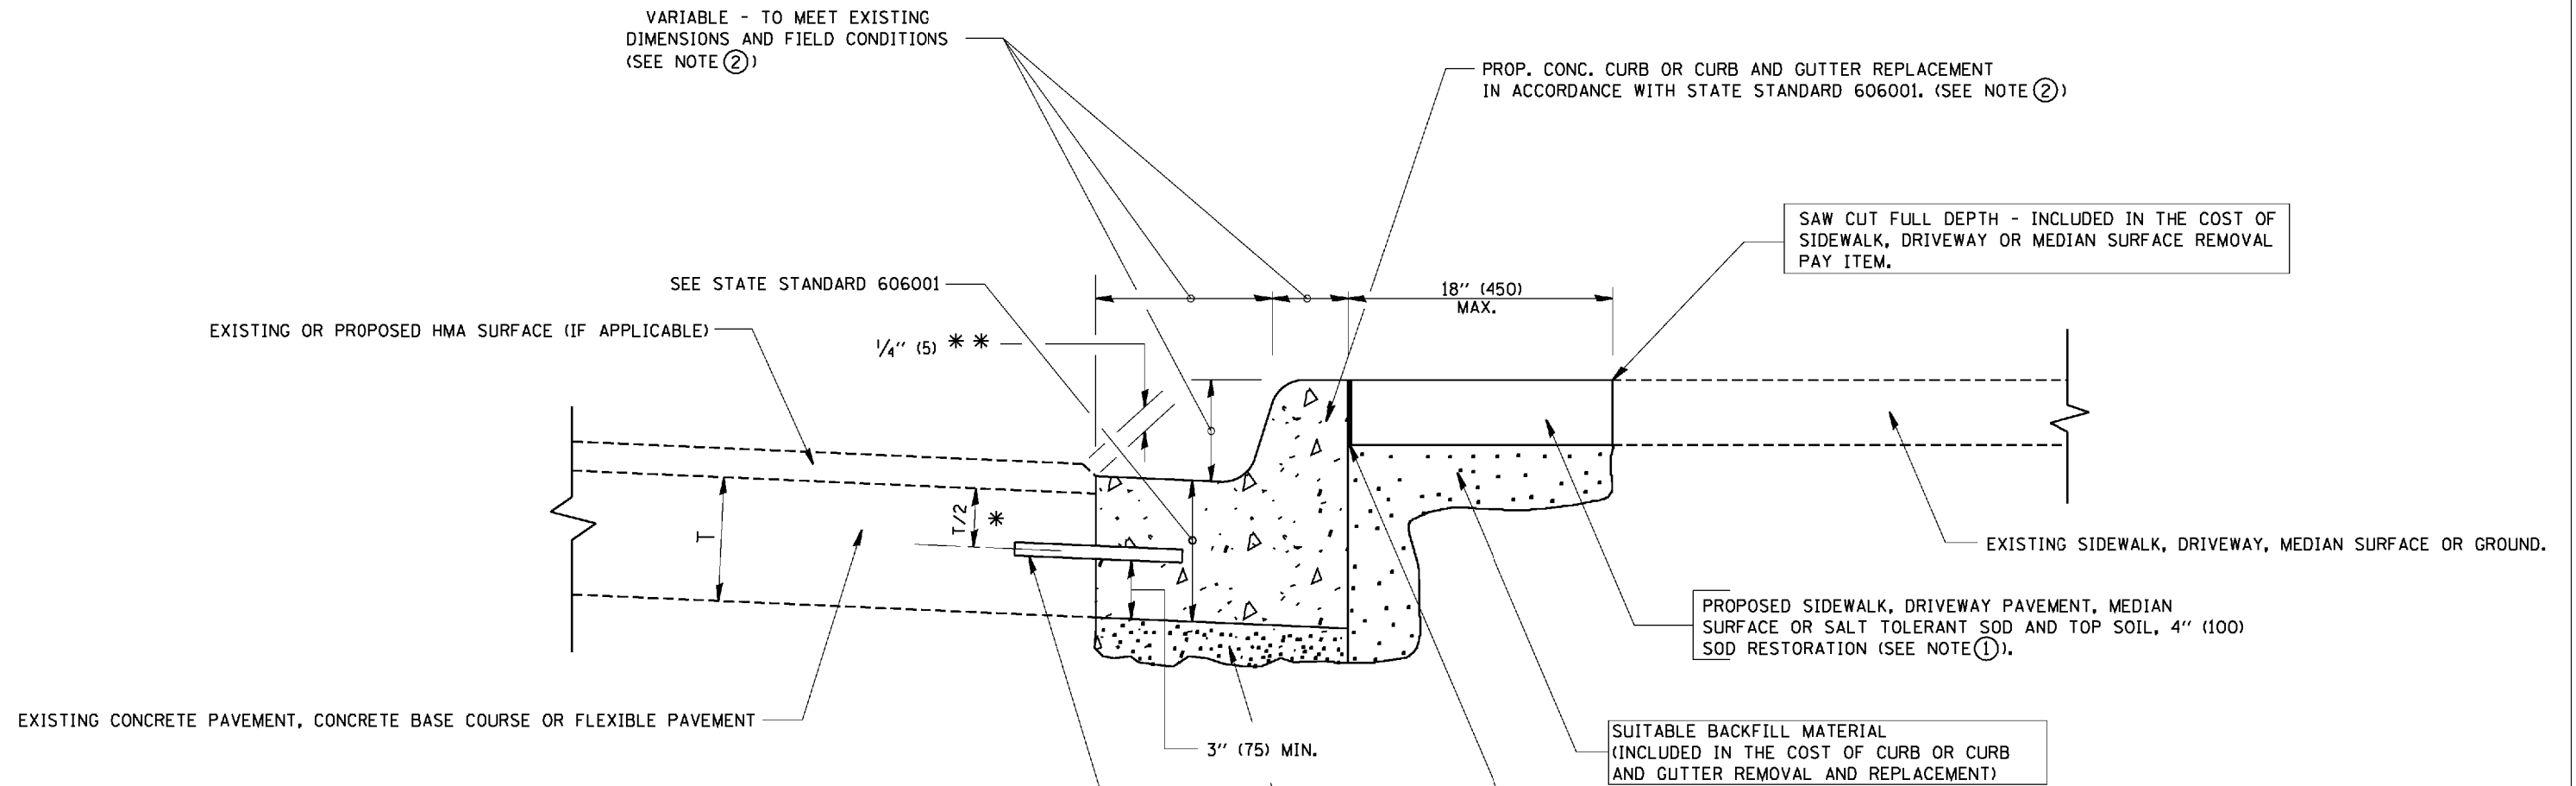 VARIABLE - TO MEET EXISTING
DIMENSIONS AND FIELD CONDITIONS
(SEE NOTE ②)
PROP. CONC. CURB OR CURB AND GUTTER REPLACEMENT
IN ACCORDANCE WITH STATE STANDARD 606001. (SEE NOTE ②)
SAW CUT FULL DEPTH - INCLUDED IN THE COST OF
SIDEWALK, DRIVEWAY OR MEDIAN SURFACE REMOVAL
PAY ITEM.
SEE STATE STANDARD 606001
18" (450)
MAX.
EXISTING OR PROPOSED HMA SURFACE (IF APPLICABLE)
1/4" (5) * *
T
T/2 *
EXISTING SIDEWALK, DRIVEWAY, MEDIAN SURFACE OR GROUND.
PROPOSED SIDEWALK, DRIVEWAY PAVEMENT, MEDIAN
SURFACE OR SALT TOLERANT SOD AND TOP SOIL, 4" (100)
SOD RESTORATION (SEE NOTE ①).
EXISTING CONCRETE PAVEMENT, CONCRETE BASE COURSE OR FLEXIBLE PAVEMENT
3" (75) MIN.
SUITABLE BACKFILL MATERIAL
(INCLUDED IN THE COST OF CURB OR CURB
AND GUTTER REMOVAL AND REPLACEMENT)